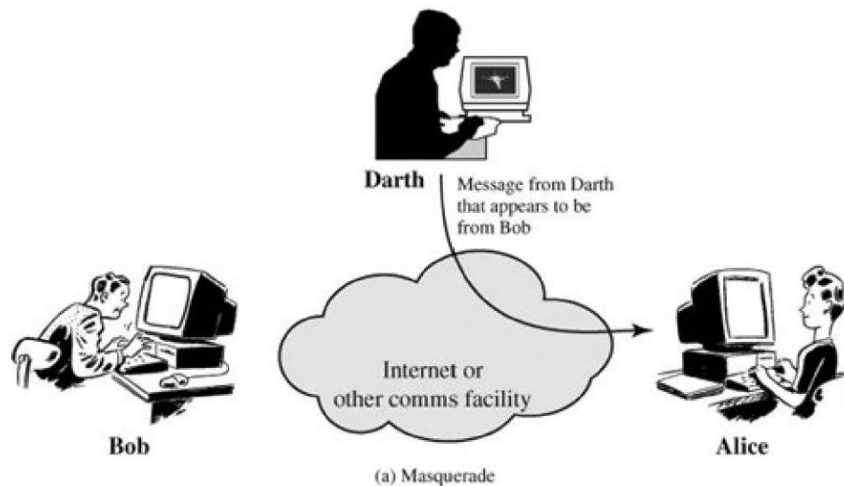 Darth
Message from Darth
that appears to be
from Bob
Internet or
other comms facility
Bob
Alice
(a) Masquerade